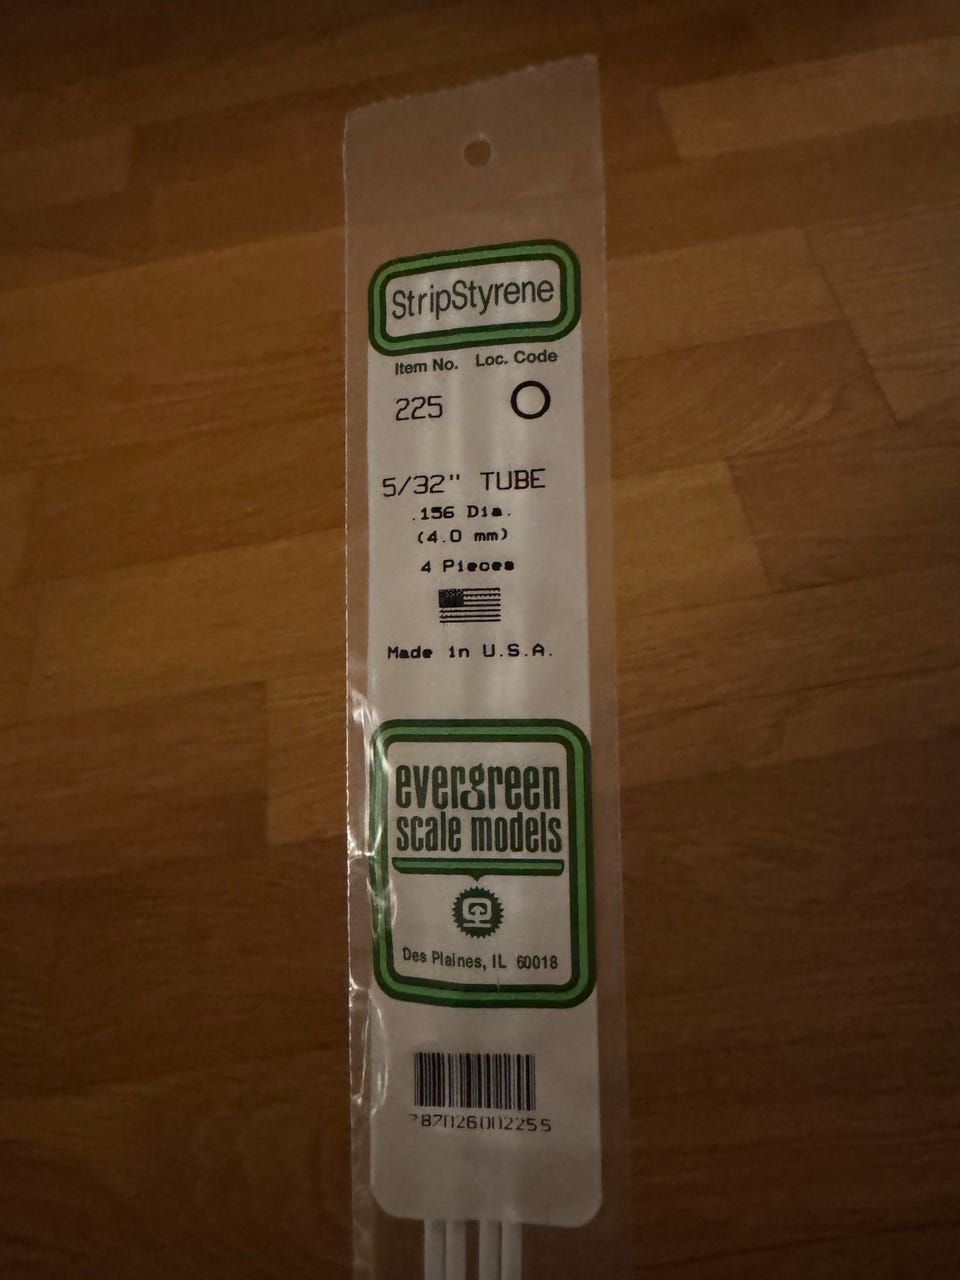 StripStyrene
Item No. Loc. Code
225
5/32" TUBE
.156 Dia.
(4.0 mm)
4 Pieces
Made in U.S.A.
evergreen
scale models
Des Plaines, IL 60018
787026002255